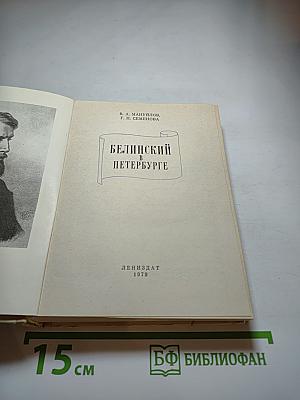 В. А. МАНУЙЛОВ,
Г. П. СЕМЕНОВА
БЕЛИНСКИЙ
В
ПЕТЕРБУРГЕ
ЛЕНИЗДАТ
1979
15 см
БФ БИБЛИОФАН